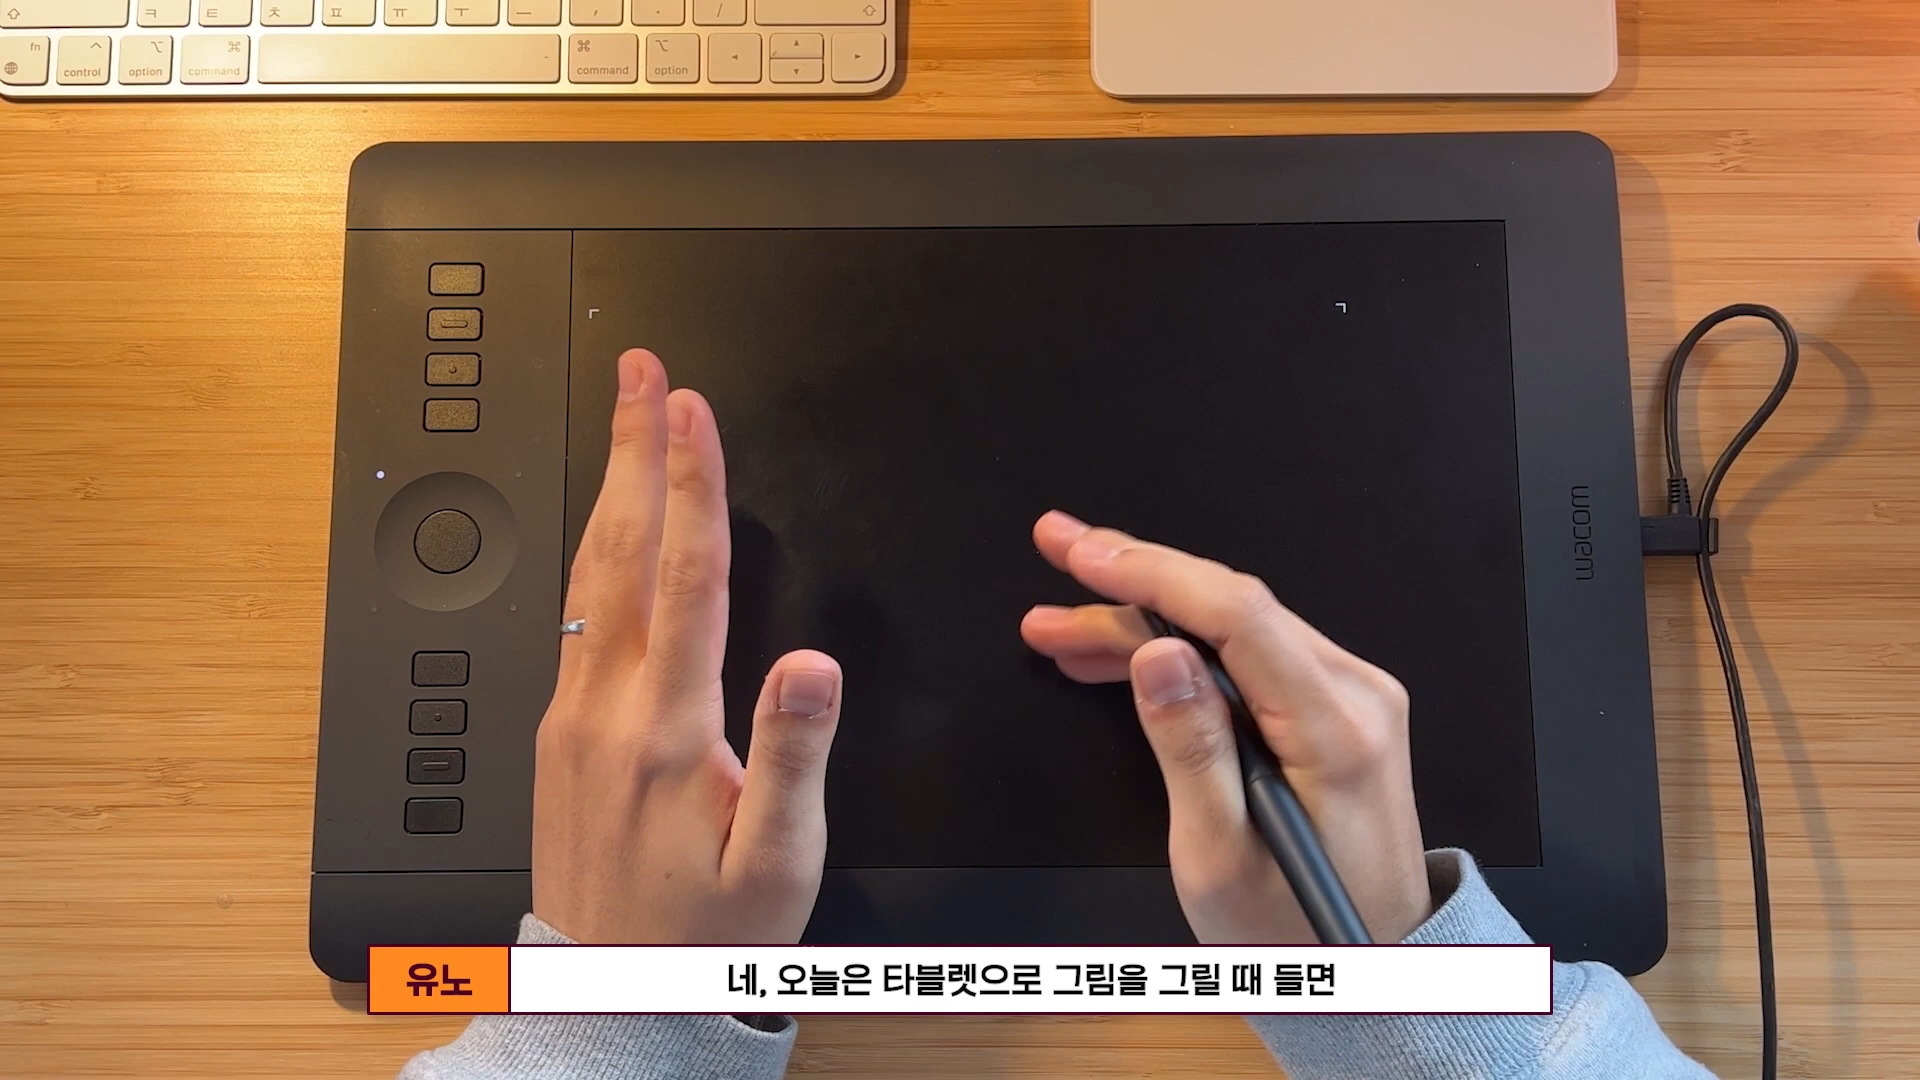 ㅋ ㅌ ㅊ ㅍ ㅠ ㅜ ㅡ , . /
fn control option command command option
wacom
유노 네, 오늘은 타블렛으로 그림을 그릴 때 들면